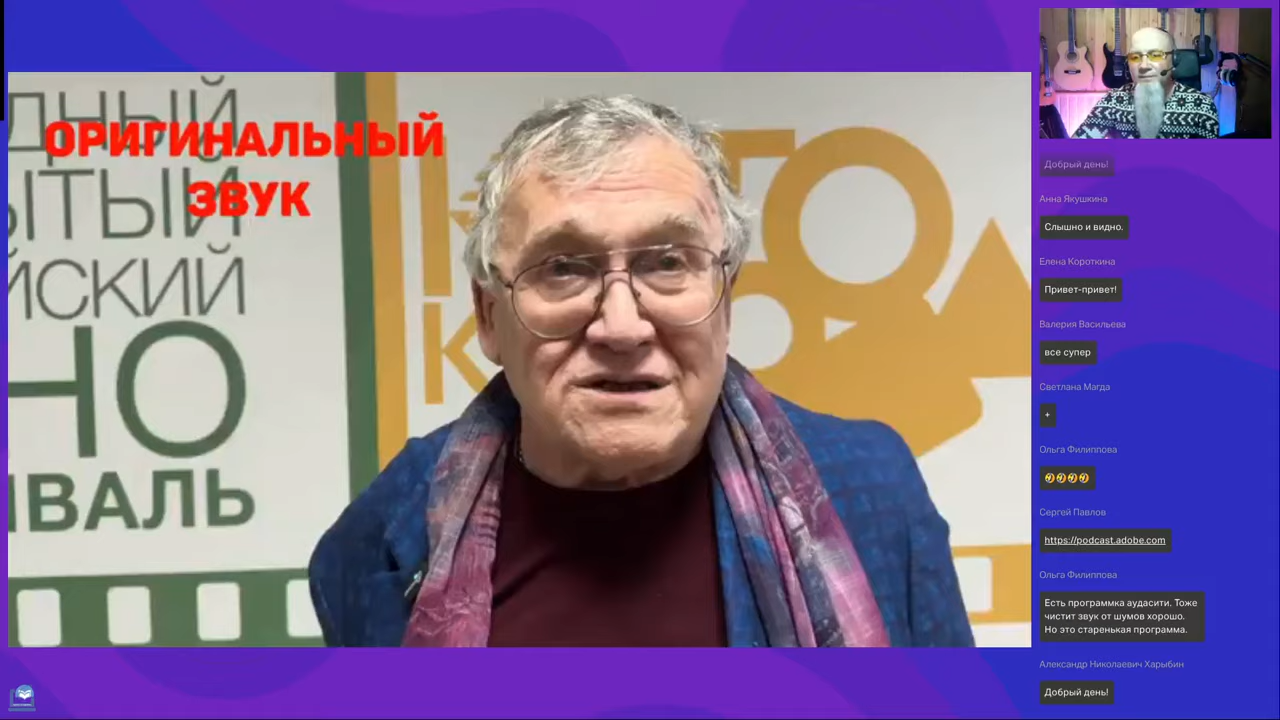 ДНЫЙ
ЫТЫЙ
ЙСКИЙ
НО
ИВАЛЬ
ОРИГИНАЛЬНЫЙ
ЗВУК
Добрый день!
Анна Якушкина
Слышно и видно.
Елена Короткина
Привет-привет!
Валерия Васильева
все супер
Светлана Магда
+
Ольга Филиппова
🤣🤣🤣🤣
Сергей Павлов
https://podcast.adobe.com
Ольга Филиппова
Есть программка аудасити. Тоже
чистит звук от шумов хорошо.
Но это старенькая программа.
Александр Николаевич Харыбин
Добрый день!